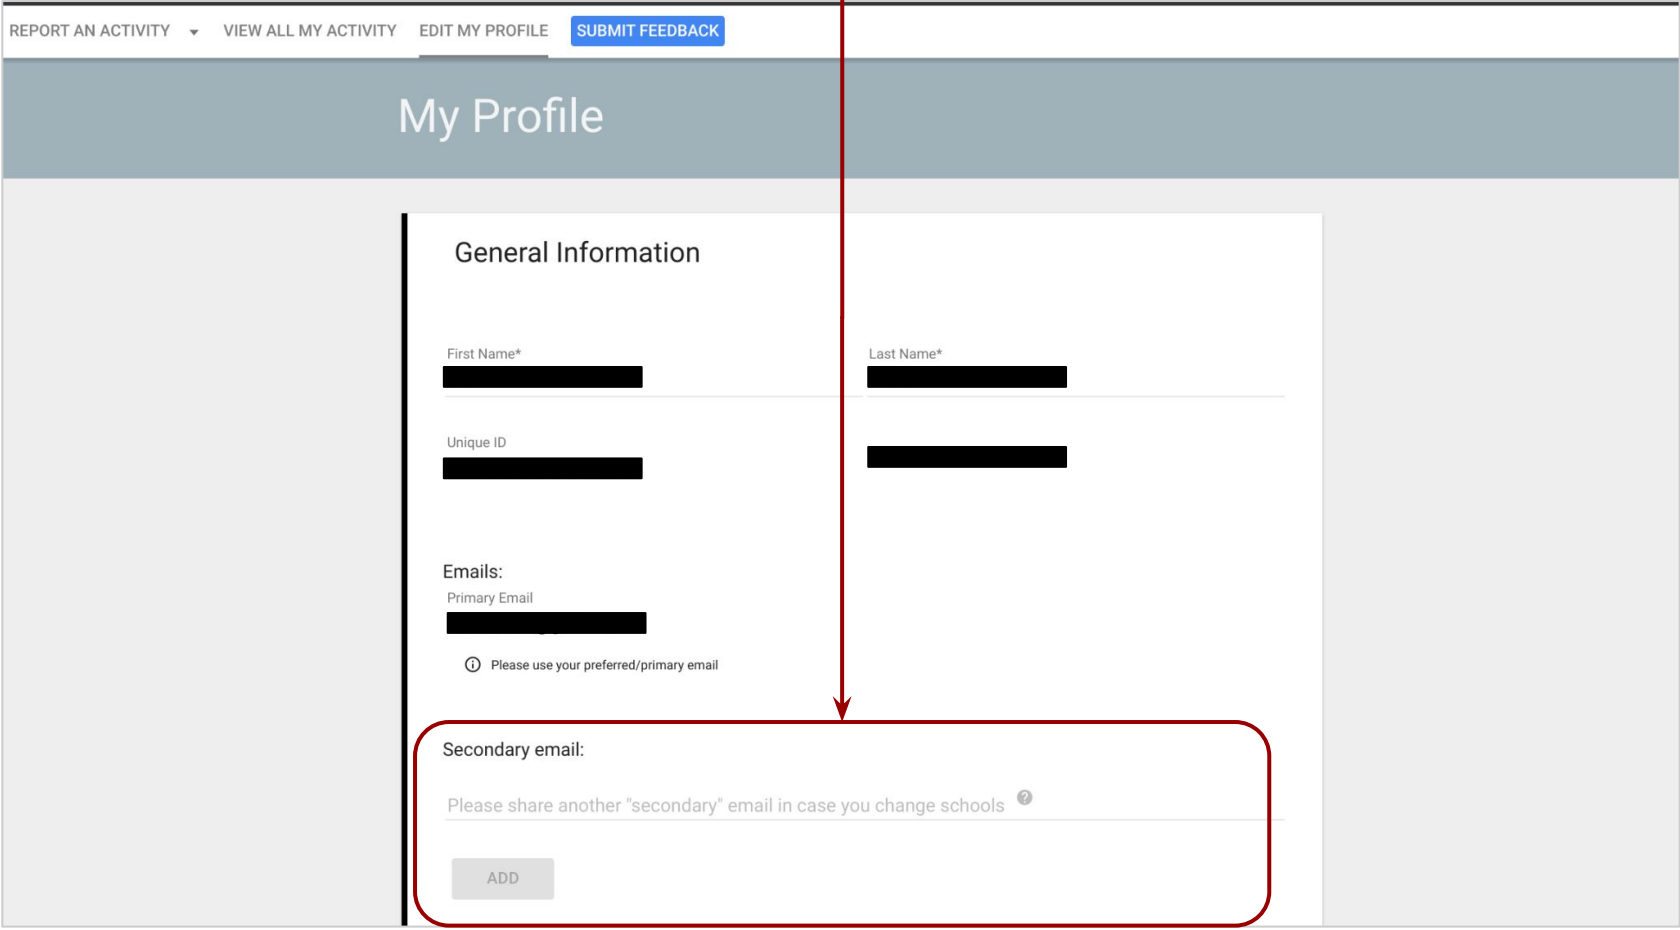 REPORT AN ACTIVITY VIEW ALL MY ACTIVITY EDIT MY PROFILE SUBMIT FEEDBACK
My Profile
General Information
First Name* Last Name*
Unique ID
Emails:
Primary Email
Please use your preferred/primary email
Secondary email:
Please share another "secondary" email in case you change schools
ADD